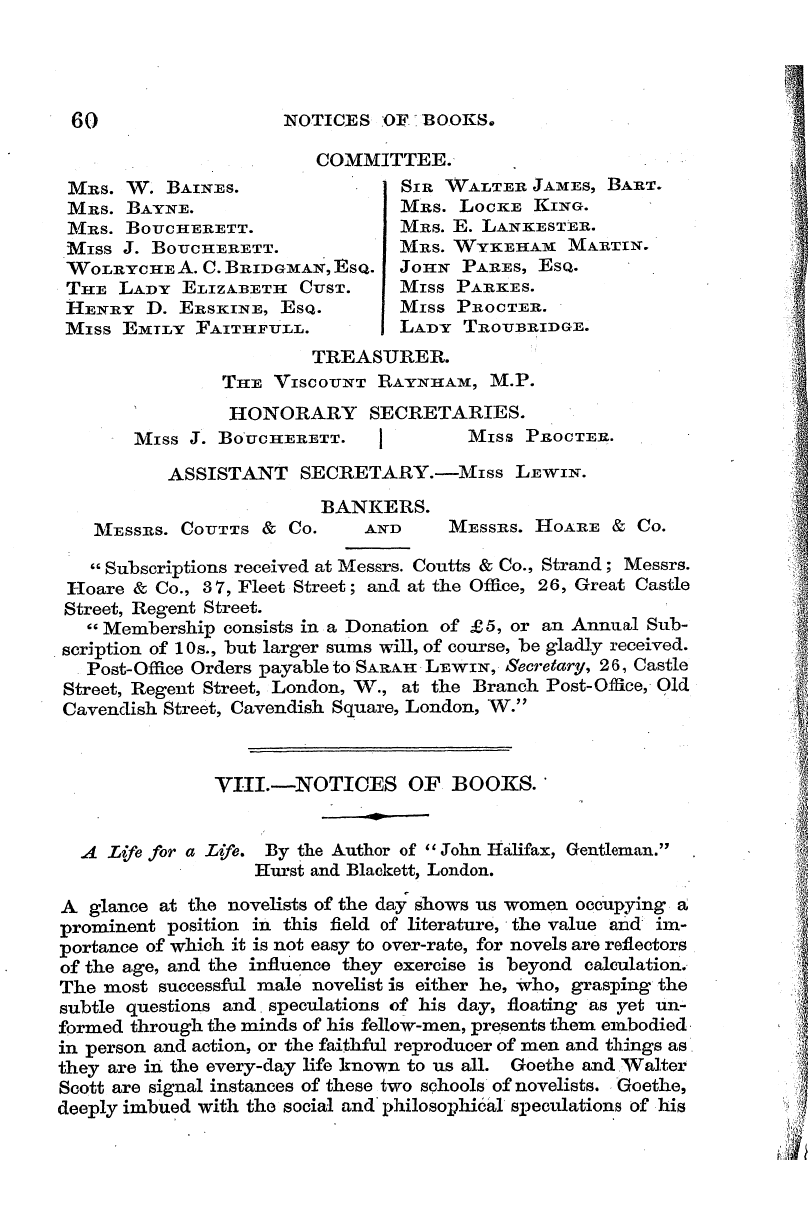 60 NOTICES OF BOOKS.
COMMITTEE.
MRS. W. BAINES.
MRS. BAYNE.
MRS. BOUCHERETT.
MISS J. BOUCHERETT.
WOLRYCHE A. C. BRIDGMAN, ESQ.
THE LADY ELIZABETH CUST.
HENRY D. ERSKINE, ESQ.
MISS EMILY FAITHFULL.
SIR WALTER JAMES, BART.
MRS. LOCKE KING.
MRS. E. LANKESTER.
MRS. WYKEHAM MARTIN.
JOHN PARES, ESQ.
MISS PARKES.
MISS PROCTER.
LADY TROUBRIDGE.
TREASURER.
THE VISCOUNT RAYNHAM, M.P.
HONORARY SECRETARIES.
MISS J. BOUCHERETT. | MISS PROCTER.
ASSISTANT SECRETARY.—MISS LEWIN.
BANKERS.
MESSRS. COUTTS & CO. AND MESSRS. HOARE & CO.
“Subscriptions received at Messrs. Coutts & Co., Strand; Messrs.
Hoare & Co., 37, Fleet Street; and at the Office, 26, Great Castle
Street, Regent Street.
“Membership consists in a Donation of £5, or an Annual Sub-
scription of 10s., but larger sums will, of course, be gladly received.
Post-Office Orders payable to SARAH LEWIN, Secretary, 26, Castle
Street, Regent Street, London, W., at the Branch Post-Office, Old
Cavendish Street, Cavendish Square, London, W.”
VIII.—NOTICES OF BOOKS.
A Life for a Life. By the Author of “John Halifax, Gentleman.”
Hurst and Blackett, London.
A glance at the novelists of the day shows us women occupying a
prominent position in this field of literature, the value and im-
portance of which it is not easy to over-rate, for novels are reflectors
of the age, and the influence they exercise is beyond calculation.
The most successful male novelist is either he, who, grasping the
subtle questions and speculations of his day, floating as yet un-
formed through the minds of his fellow-men, presents them embodied
in person and action, or the faithful reproducer of men and things as
they are in the every-day life known to us all. Goethe and Walter
Scott are signal instances of these two schools of novelists. Goethe,
deeply imbued with the social and philosophical speculations of his